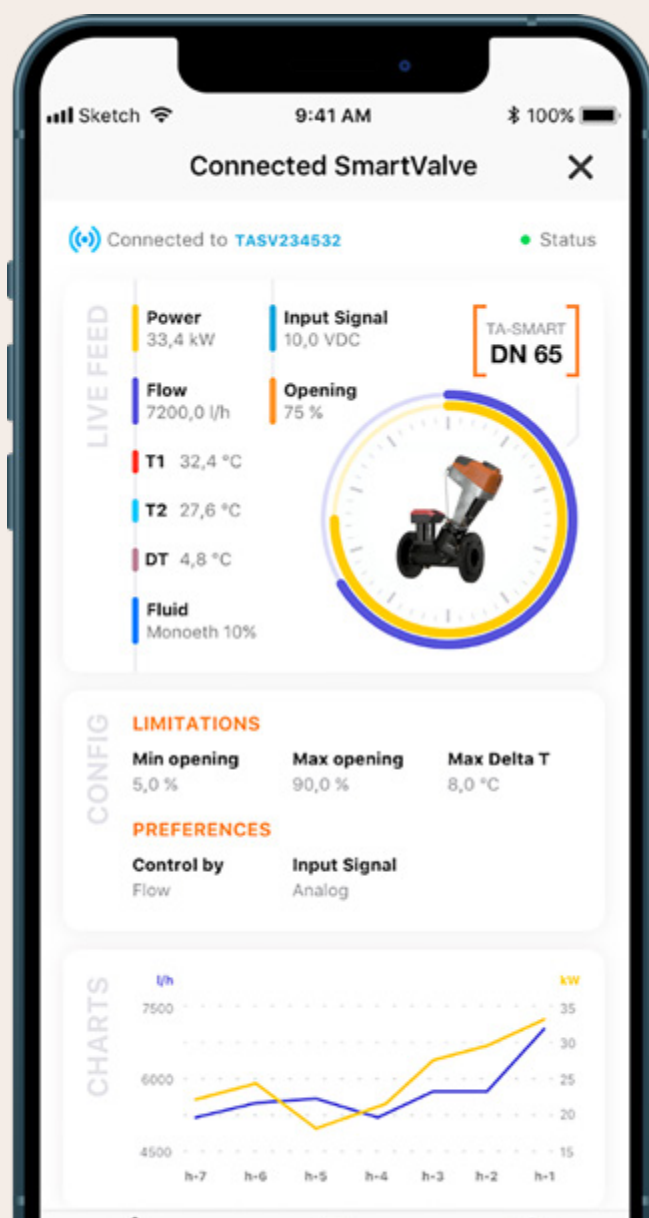 Sketch 9:41 AM 100%
Connected SmartValve
Connected to TASV234532 Status
LIVE FEED
Power
33,4 kW
Input Signal
10,0 VDC
TA-SMART
DN 65
Flow
7200,0 l/h
Opening
75 %
T1 32,4 °C
T2 27,6 °C
DT 4,8 °C
Fluid
Monoeth 10%
CONFIG
LIMITATIONS
Min opening Max opening Max Delta T
5,0 % 90,0 % 8,0 °C
PREFERENCES
Control by Input Signal
Flow Analog
CHARTS
l/h kW
7500 35
30
6000 25
20
4500 15
h-7 h-6 h-5 h-4 h-3 h-2 h-1